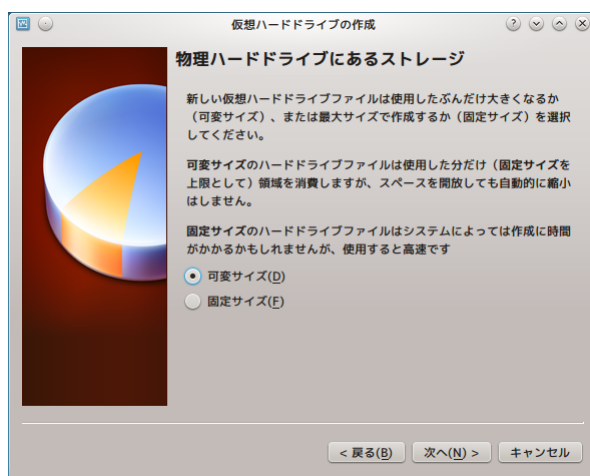 仮想ハードドライブの作成
物理ハードドライブにあるストレージ
新しい仮想ハードドライブファイルは使用したぶんだけ大きくなるか
（可変サイズ）、または最大サイズで作成するか（固定サイズ）を選択
してください。
可変サイズのハードドライブファイルは使用した分だけ（固定サイズを
上限として）領域を消費しますが、スペースを開放しても自動的に縮小
はしません。
固定サイズのハードドライブファイルはシステムによっては作成に時間
がかかるかもしれませんが、使用すると高速です
可変サイズ(D)
固定サイズ(F)
< 戻る(B) 次へ(N) > キャンセル